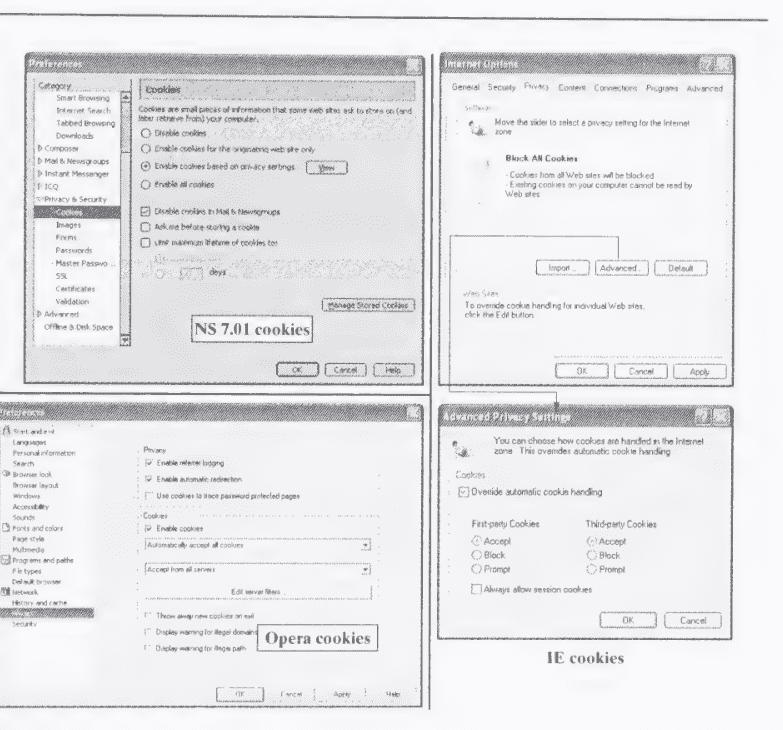 Preferences
Category
Smart Browsing
Internet Search
Tabbed Browsing
Downloads
Composer
Mail & Newsgroups
Instant Messenger
ICQ
Privacy & Security
Cookies
Images
Forms
Passwords
Master Passwo...
SSL
Certificates
Validation
Advanced
Offline & Disk Space
Cookies
Cookies are small pieces of information that some web sites ask to store on (and
later retrieve from) your computer.
Disable cookies
Enable cookies for the originating web site only
Enable cookies based on privacy settings View
Enable all cookies
Disable cookies in Mail & Newsgroups
Ask me before storing a cookie
Limit maximum lifetime of cookies to:
days
Manage Stored Cookies
NS 7.01 cookies
OK Cancel Help
Internet Options
General Security Privacy Content Connections Programs Advanced
Settings
Move the slider to select a privacy setting for the Internet
zone
Block All Cookies
- Cookies from all Web sites will be blocked
- Existing cookies on your computer cannot be read by
Web sites
Import... Advanced... Default
Web Sites
To override cookie handling for individual Web sites,
click the Edit button.
OK Cancel Apply
Preferences
Start and exit
Languages
Personal information
Search
Browser look
Browser layout
Windows
Accessibility
Sounds
Fonts and colors
Page style
Multimedia
Programs and paths
File types
Default browser
Network
History and cache
Security
Privacy
Enable referrer logging
Enable automatic redirection
Use cookies to trace password protected pages
Cookies
Enable cookies
Automatically accept all cookies
Accept from all servers
Edit server filters...
Throw away new cookies on exit
Display warning for illegal domains
Display warning for illegal path
Opera cookies
OK Cancel Apply Help
Advanced Privacy Settings
You can choose how cookies are handled in the Internet
zone. This overrides automatic cookie handling
Cookies
Override automatic cookie handling
First-party Cookies Third-party Cookies
Accept Accept
Block Block
Prompt Prompt
Always allow session cookies
OK Cancel
IE cookies